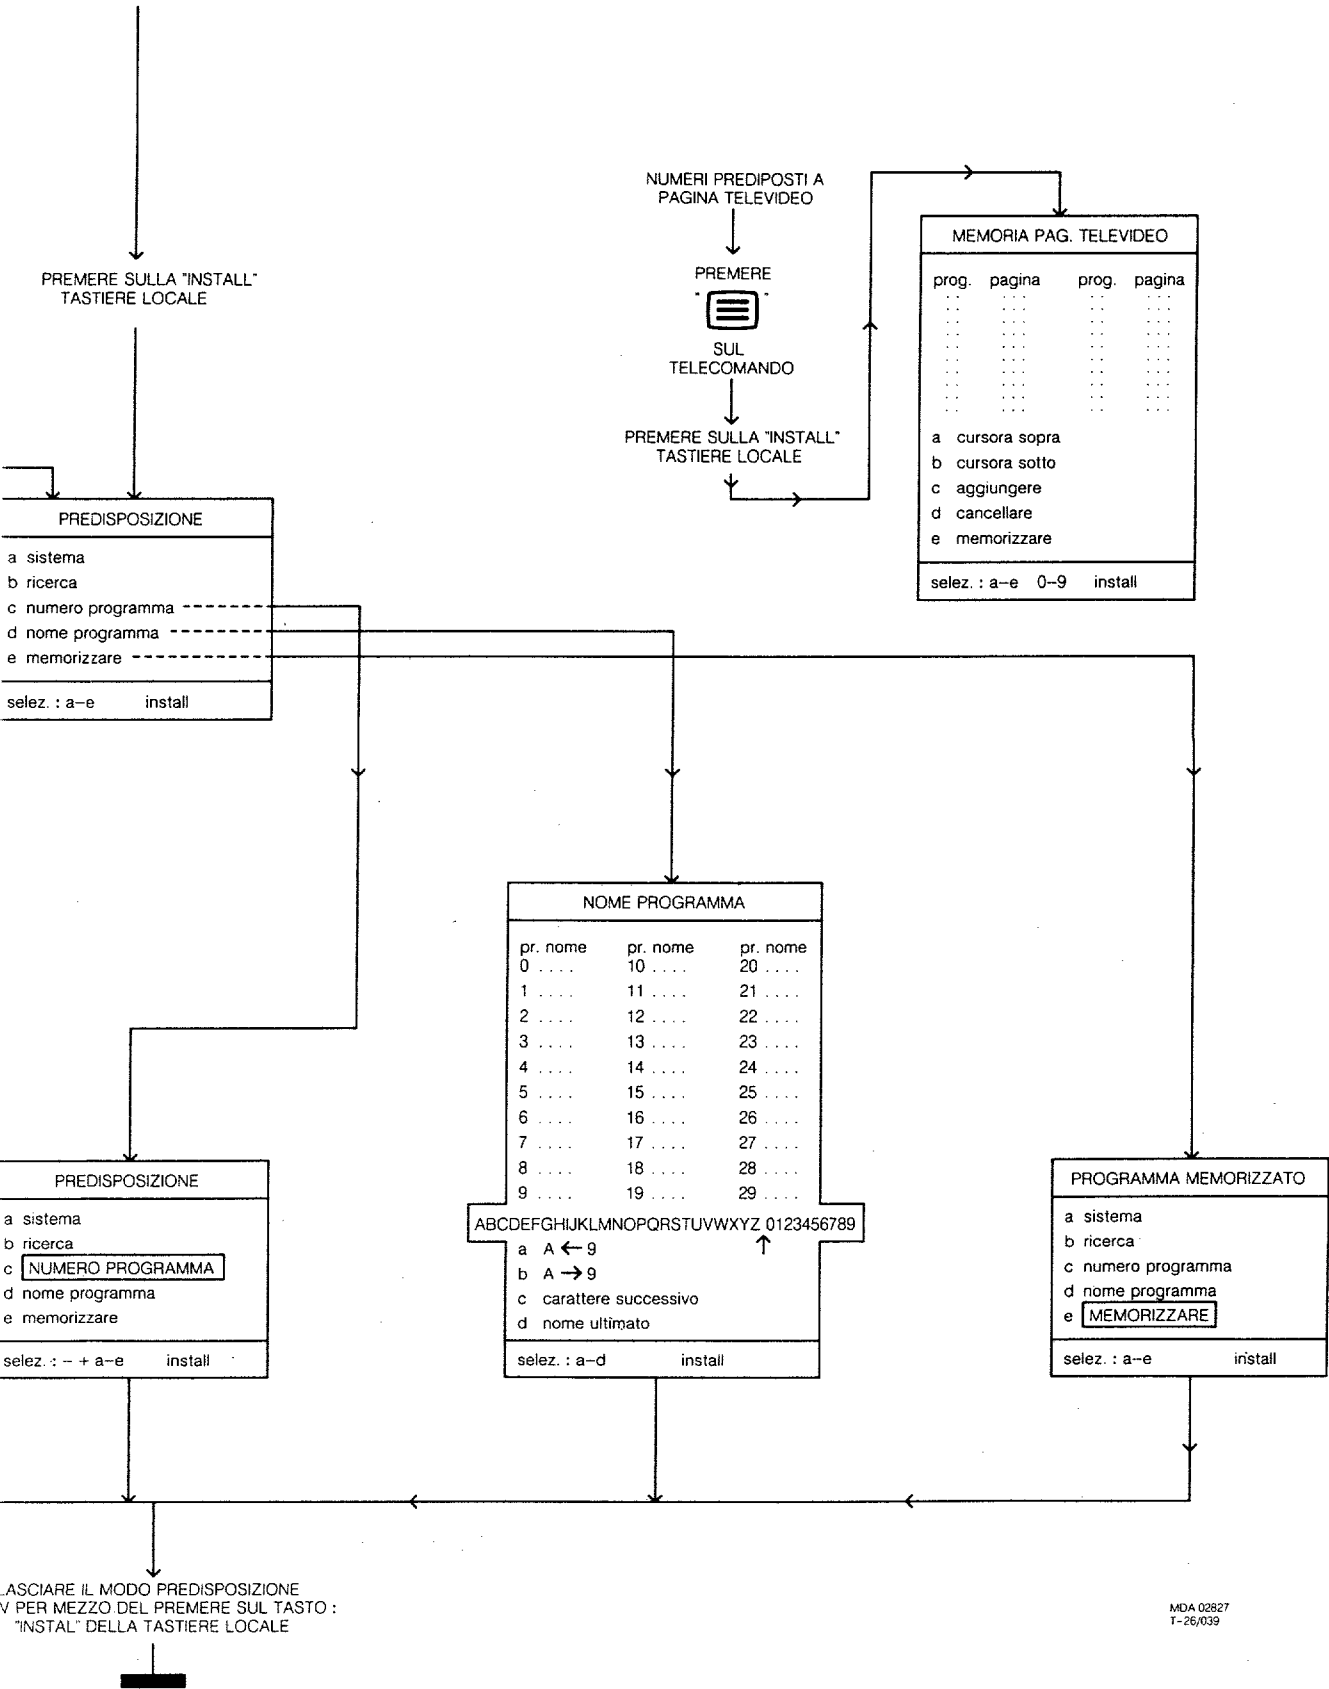 NUMERI PREDIPOSTI A
PAGINA TELEVIDEO
PREMERE
SUL
TELECOMANDO
PREMERE SULLA "INSTALL"
TASTIERE LOCALE
MEMORIA PAG. TELEVIDEO
prog. pagina prog. pagina
a cursora sopra
b cursora sotto
c aggiungere
d cancellare
e memorizzare
selez. : a–e 0–9 install
PREMERE SULLA "INSTALL"
TASTIERE LOCALE
PREDISPOSIZIONE
a sistema
b ricerca
c numero programma
d nome programma
e memorizzare
selez. : a–e install
NOME PROGRAMMA
pr. nome pr. nome pr. nome
0 .... 10 .... 20 ....
1 .... 11 .... 21 ....
2 .... 12 .... 22 ....
3 .... 13 .... 23 ....
4 .... 14 .... 24 ....
5 .... 15 .... 25 ....
6 .... 16 .... 26 ....
7 .... 17 .... 27 ....
8 .... 18 .... 28 ....
9 .... 19 .... 29 ....
ABCDEFGHIJKLMNOPQRSTUVWXYZ 0123456789
a A ← 9
b A → 9
c carattere successivo
d nome ultimato
selez. : a–d install
PREDISPOSIZIONE
a sistema
b ricerca
c NUMERO PROGRAMMA
d nome programma
e memorizzare
selez. : – + a–e install
PROGRAMMA MEMORIZZATO
a sistema
b ricerca
c numero programma
d nome programma
e MEMORIZZARE
selez. : a–e install
LASCIARE IL MODO PREDISPOSIZIONE
V PER MEZZO DEL PREMERE SUL TASTO :
"INSTAL" DELLA TASTIERE LOCALE
MDA 02827
T-26/039